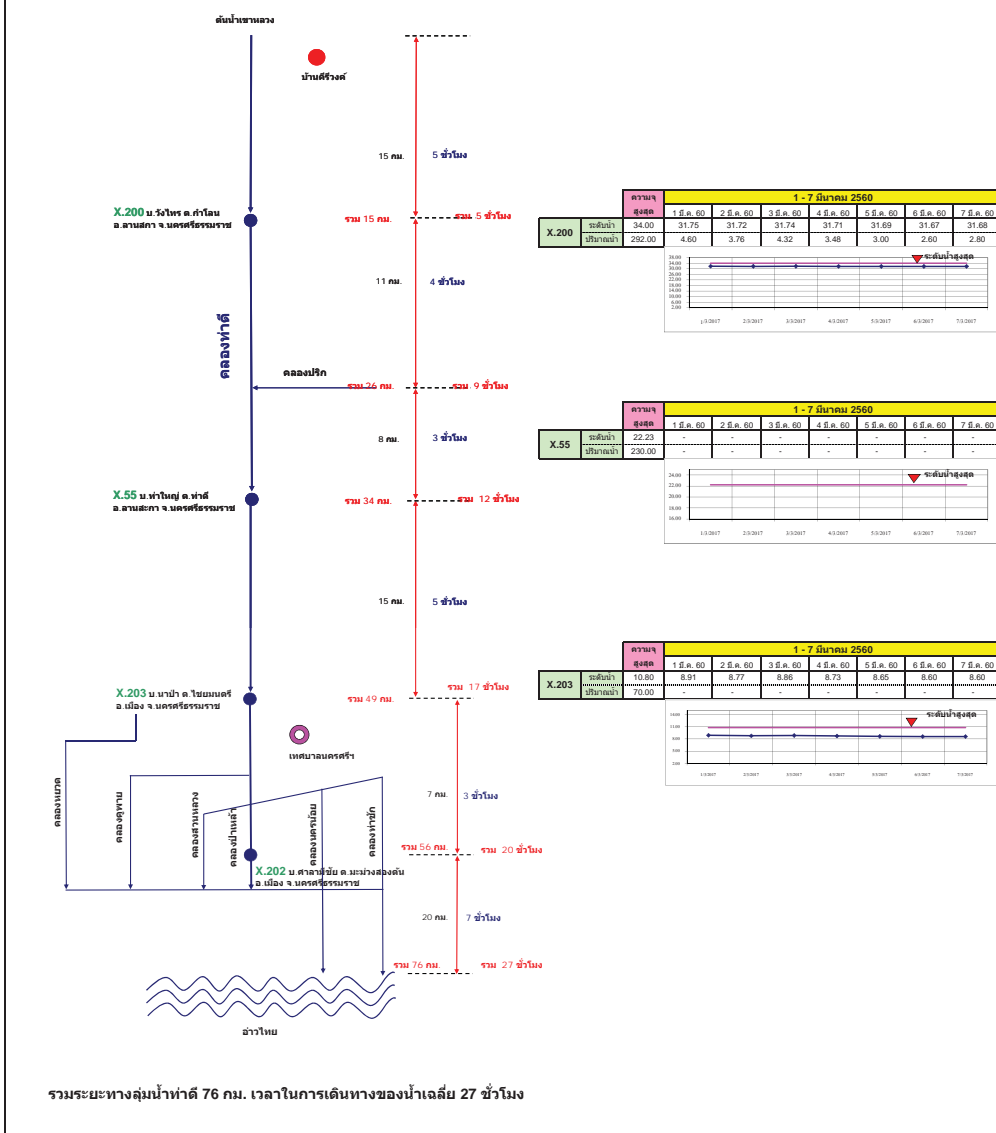 ต้นน้ำเขาหลวง
บ้านคีรีวงค์
15 กม. 5 ชั่วโมง
X.200 บ.วังไทร ต.กำโลน
อ.ลานสกา จ.นครศรีธรรมราช
รวม 15 กม. รวม 5 ชั่วโมง
ความจุสูงสุด 1 - 7 มีนาคม 2560
1 มี.ค. 60 2 มี.ค. 60 3 มี.ค. 60 4 มี.ค. 60 5 มี.ค. 60 6 มี.ค. 60 7 มี.ค. 60
X.200 ระดับน้ำ 34.00 31.75 31.72 31.74 31.71 31.69 31.67 31.68
ปริมาณน้ำ 292.00 4.60 3.76 4.32 3.48 3.00 2.60 2.80
ระดับน้ำสูงสุด
38.00
34.00
30.00
26.00
22.00
18.00
14.00
10.00
6.00
2.00
1/3/2017 2/3/2017 3/3/2017 4/3/2017 5/3/2017 6/3/2017 7/3/2017
11 กม. 4 ชั่วโมง
คลองท่าดี
คลองปริก
รวม 26 กม. รวม 9 ชั่วโมง
8 กม. 3 ชั่วโมง
X.55 บ.ท่าใหญ่ ต.ท่าดี
อ.ลานสะกา จ.นครศรีธรรมราช
รวม 34 กม. รวม 12 ชั่วโมง
ความจุสูงสุด 1 - 7 มีนาคม 2560
1 มี.ค. 60 2 มี.ค. 60 3 มี.ค. 60 4 มี.ค. 60 5 มี.ค. 60 6 มี.ค. 60 7 มี.ค. 60
X.55 ระดับน้ำ 22.23 - - - - - - -
ปริมาณน้ำ 230.00 - - - - - - -
ระดับน้ำสูงสุด
24.00
22.00
20.00
18.00
16.00
1/3/2017 2/3/2017 3/3/2017 4/3/2017 5/3/2017 6/3/2017 7/3/2017
15 กม. 5 ชั่วโมง
X.203 บ.นาป่า ต.ไชยมนตรี
อ.เมือง จ.นครศรีธรรมราช
รวม 49 กม. รวม 17 ชั่วโมง
ความจุสูงสุด 1 - 7 มีนาคม 2560
1 มี.ค. 60 2 มี.ค. 60 3 มี.ค. 60 4 มี.ค. 60 5 มี.ค. 60 6 มี.ค. 60 7 มี.ค. 60
X.203 ระดับน้ำ 10.80 8.91 8.77 8.86 8.73 8.65 8.60 8.60
ปริมาณน้ำ 70.00 - - - - - - -
ระดับน้ำสูงสุด
14.00
11.00
8.00
5.00
2.00
1/3/2017 2/3/2017 3/3/2017 4/3/2017 5/3/2017 6/3/2017 7/3/2017
เทศบาลนครศรีฯ
7 กม. 3 ชั่วโมง
คลองหยวด
คลองคูพาย
คลองสวนหลวง
คลองป่าเหล้า
คลองนครน้อย
คลองท่าซัก
รวม 56 กม. รวม 20 ชั่วโมง
X.202 บ.ศาลามีชัย ต.มะม่วงสองต้น
อ.เมือง จ.นครศรีธรรมราช
20 กม. 7 ชั่วโมง
รวม 76 กม. รวม 27 ชั่วโมง
อ่าวไทย
รวมระยะทางลุ่มน้ำท่าดี 76 กม. เวลาในการเดินทางของน้ำเฉลี่ย 27 ชั่วโมง